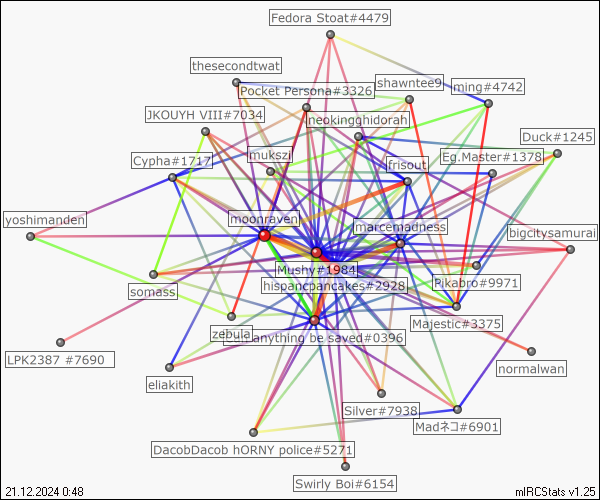 Fedora Stoat#4479
thesecondtwat
shawntee9
ming#4742
Pocket Persona#3326
JKOUYH VIII#7034
neokingghidorah
Duck#1245
Cypha#1717
mukszi
frisout
Eg.Master#1378
yoshimanden
moonraven
marcemadness
bigcitysamurai
Mushy#1984
somass
hispancpancakes#2928
Pikabro#9971
zebula
anything be saved#0396
Majestic#3375
LPK2387 #7690
normalwan
eliakith
Silver#7938
Madネコ#6901
DacobDacob hORNY police#5271
Swirly Boi#6154
21.12.2024 0:48
mIRCStats v1.25